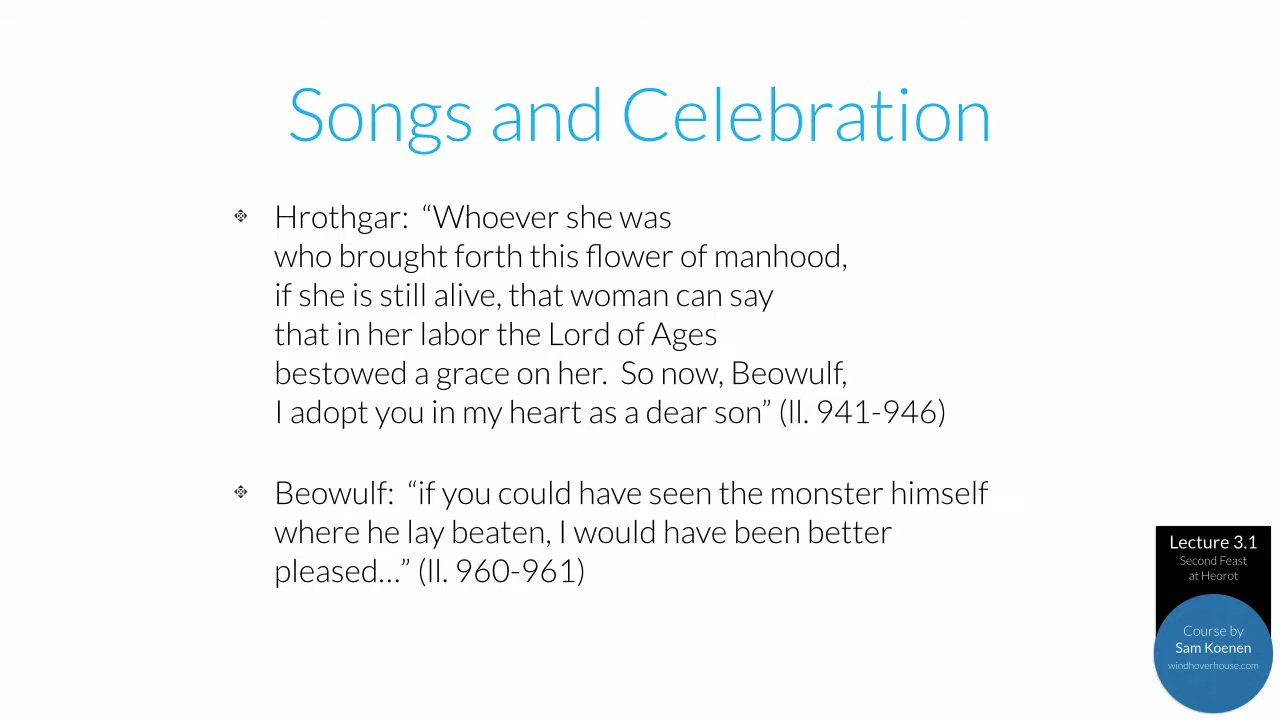 Songs and Celebration
Hrothgar: “Whoever she was
who brought forth this flower of manhood,
if she is still alive, that woman can say
that in her labor the Lord of Ages
bestowed a grace on her. So now, Beowulf,
I adopt you in my heart as a dear son” (ll. 941-946)
Beowulf: “if you could have seen the monster himself
where he lay beaten, I would have been better
pleased…” (ll. 960-961)
Lecture 3.1
Second Feast
at Heorot
Course by
Sam Koenen
windhoverhouse.com